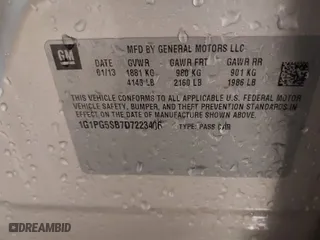 GM
MFD BY GENERAL MOTORS LLC
DATE GVWR GAWR FRT GAWR RR
01/13 1881 KG 980 KG 901 KG
4145 LB 2160 LB 1986 LB
THIS VEHICLE CONFORMS TO ALL APPLICABLE U.S. FEDERAL
MOTOR VEHICLE SAFETY, BUMPER, AND THEFT PREVENTION STANDARDS IN
EFFECT ON THE DATE OF MANUFACTURE SHOWN ABOVE.
TYPE: PASS CAR